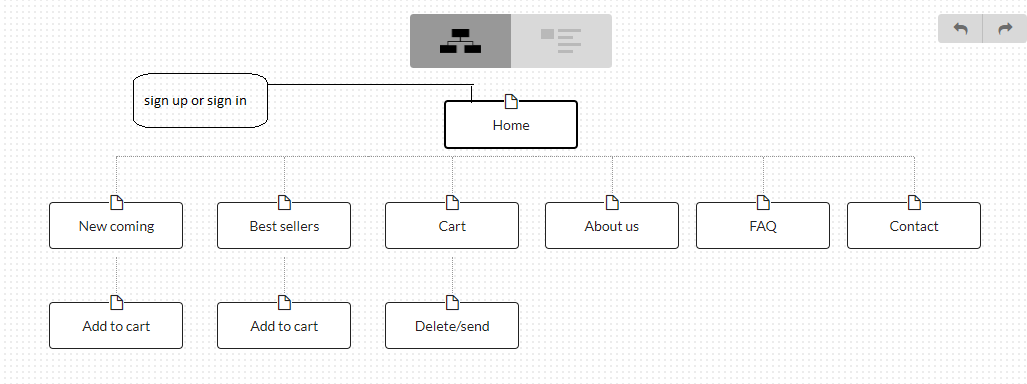 sign up or sign in
Home
New coming
Best sellers
Cart
About us
FAQ
Contact
Add to cart
Add to cart
Delete/send